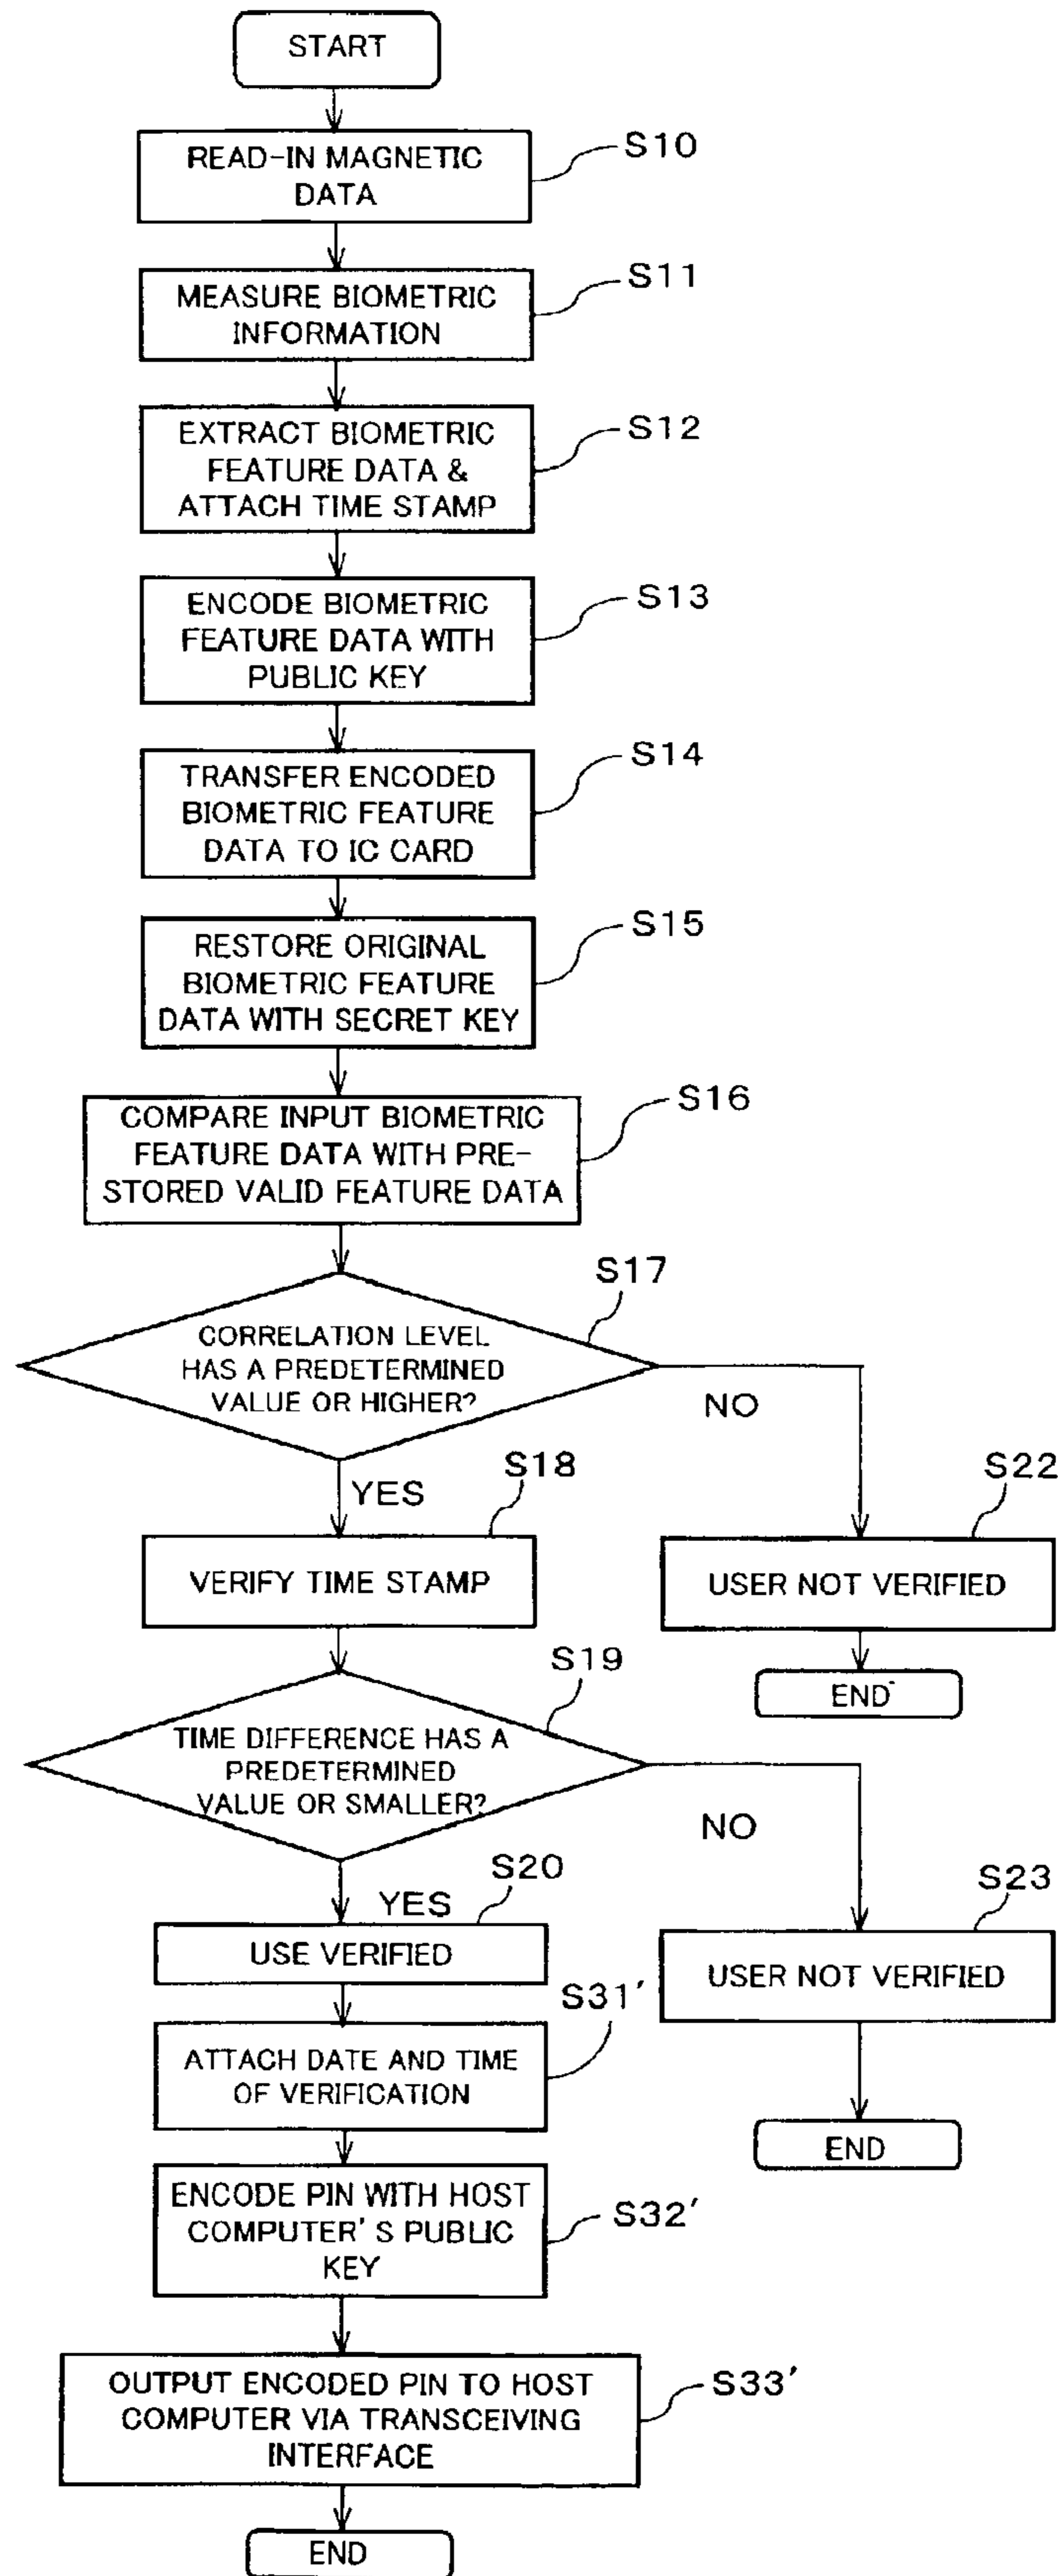 START
READ-IN MAGNETIC
DATA
S10
MEASURE BIOMETRIC
INFORMATION
S11
EXTRACT BIOMETRIC
FEATURE DATA &
ATTACH TIME STAMP
S12
ENCODE BIOMETRIC
FEATURE DATA WITH
PUBLIC KEY
S13
TRANSFER ENCODED
BIOMETRIC FEATURE
DATA TO IC CARD
S14
RESTORE ORIGINAL
BIOMETRIC FEATURE
DATA WITH SECRET KEY
S15
COMPARE INPUT BIOMETRIC
FEATURE DATA WITH PRE-
STORED VALID FEATURE DATA
S16
CORRELATION LEVEL
HAS A PREDETERMINED
VALUE OR HIGHER?
S17
NO
YES
S18
VERIFY TIME STAMP
S22
USER NOT VERIFIED
END
S19
TIME DIFFERENCE HAS A
PREDETERMINED
VALUE OR SMALLER?
NO
YES
S20
USE VERIFIED
S23
USER NOT VERIFIED
END
S31'
ATTACH DATE AND TIME
OF VERIFICATION
ENCODE PIN WITH HOST
COMPUTER'S PUBLIC
KEY
S32'
OUTPUT ENCODED PIN TO HOST
COMPUTER VIA TRANSCEIVING
INTERFACE
S33'
END